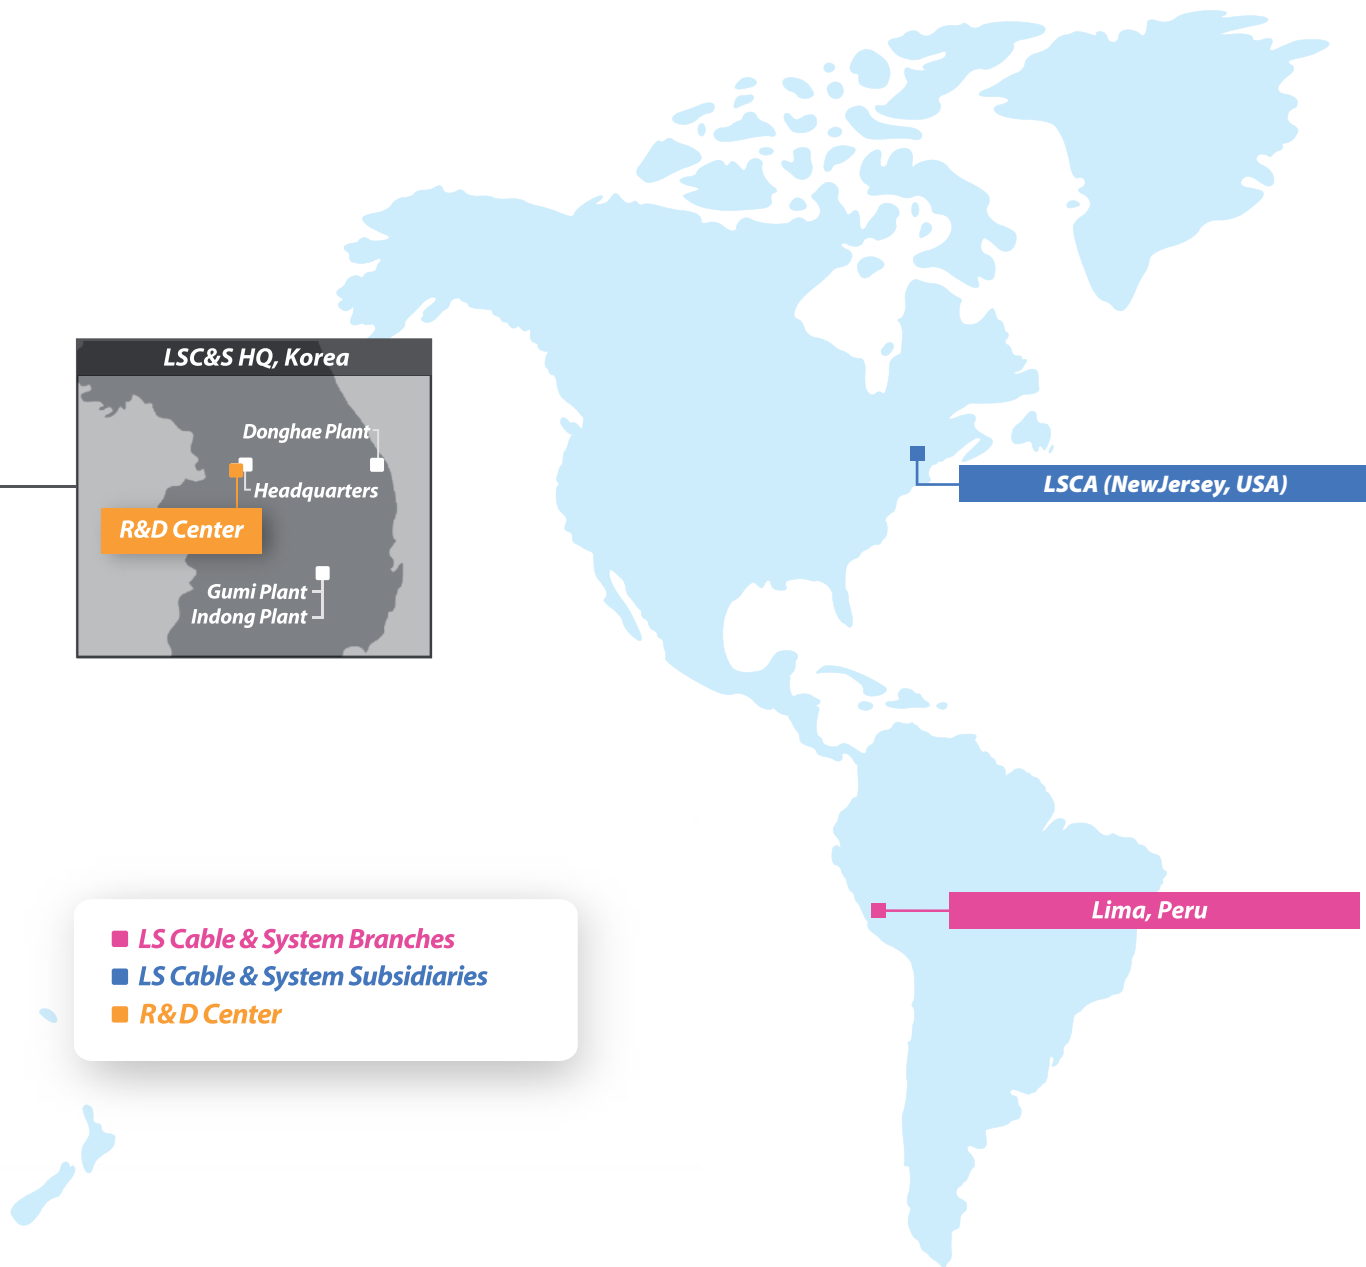 LSC&S HQ, Korea
Donghae Plant
Headquarters
R&D Center
Gumi Plant
Indong Plant
LSCA (NewJersey, USA)
Lima, Peru
LS Cable & System Branches
LS Cable & System Subsidiaries
R&D Center